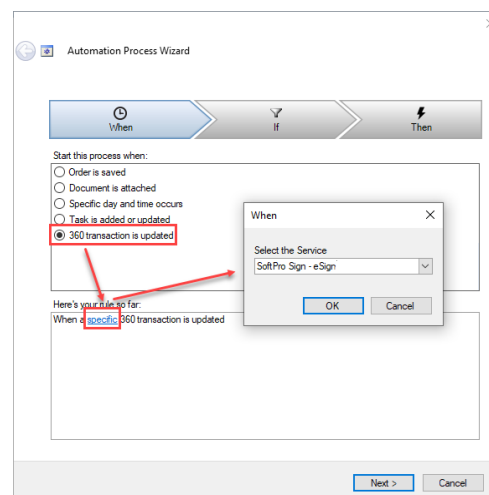 Automation Process Wizard
When
If
Then
Start this process when:
Order is saved
Document is attached
Specific day and time occurs
Task is added or updated
360 transaction is updated
When
Select the Service
SoftPro Sign - eSign
OK
Cancel
Here's your rule so far:
When a specific 360 transaction is updated
Next >
Cancel